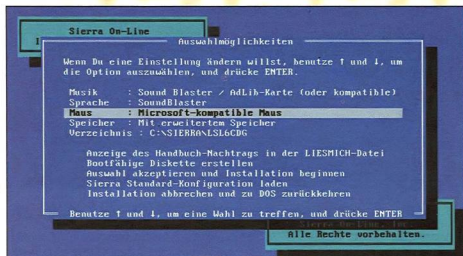 Sierra On-Line
I
Auswahlmöglichkeiten
Wenn Du eine Einstellung ändern willst, benutze ↑ und ↓, um
die Option auszuwählen, und drücke ENTER.
Musik : Sound Blaster / AdLib-Karte (oder kompatible)
Sprache : SoundBlaster
Maus : Microsoft-kompatible Maus
Speicher : Mit erweitertem Speicher
Verzeichnis : C:\SIERRA\LSL6CDG
Anzeige des Handbuch-Nachtrags in der LIESMICH-Datei
Bootfähige Diskette erstellen
Auswahl akzeptieren und Installation beginnen
Sierra Standard-Konfiguration laden
Installation abbrechen und zu DOS zurückkehren
Benutze ↑ und ↓, um eine Wahl zu treffen, und drücke ENTER
Sierra On-Line, Inc.
Alle Rechte vorbehalten.